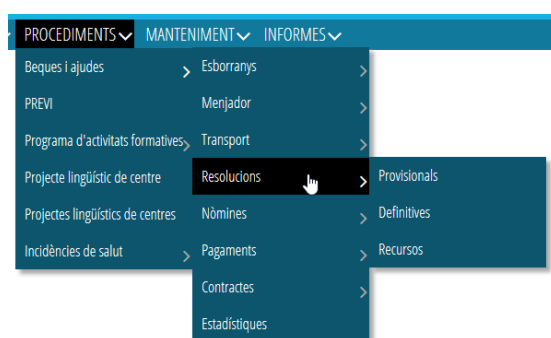 PROCEDIMENTS MANTENIMENT INFORMES
Beques i ajudes
PREVI
Programa d'activitats formatives
Projecte lingüístic de centre
Projectes lingüístics de centres
Incidències de salut
Esborranys
Menjador
Transport
Resolucions
Nòmines
Pagaments
Contractes
Estadístiques
Provisionals
Definitives
Recursos